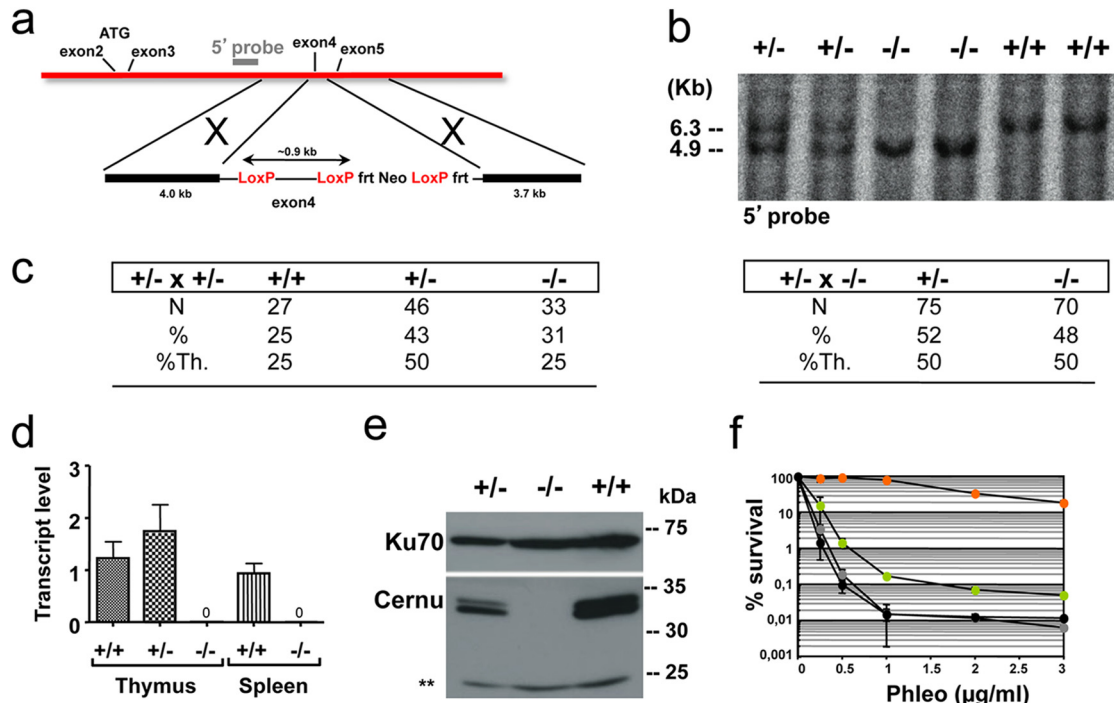 a
ATG
exon2 exon3
5' probe
exon4
exon5
X X
~0.9 kb
LoxP LoxP frt Neo LoxP frt
4.0 kb exon4 3.7 kb
b
+/- +/- -/- -/- +/+ +/+
(Kb)
6.3 --
4.9 --
5' probe
c
+/- x +/- +/+ +/- -/-
N 27 46 33
% 25 43 31
%Th. 25 50 25
+/- x -/- +/- -/-
N 75 70
% 52 48
%Th. 50 50
d
Transcript level
3
2
1
0
0 0
+/+ +/- -/- +/+ -/-
Thymus Spleen
e
+/- -/- +/+ kDa
Ku70 -- 75
Cernu -- 35
-- 30
** -- 25
f
% survival
100
10
1
0,1
0,01
0,001
0 0.5 1 1.5 2 2.5 3
Phleo (µg/ml)